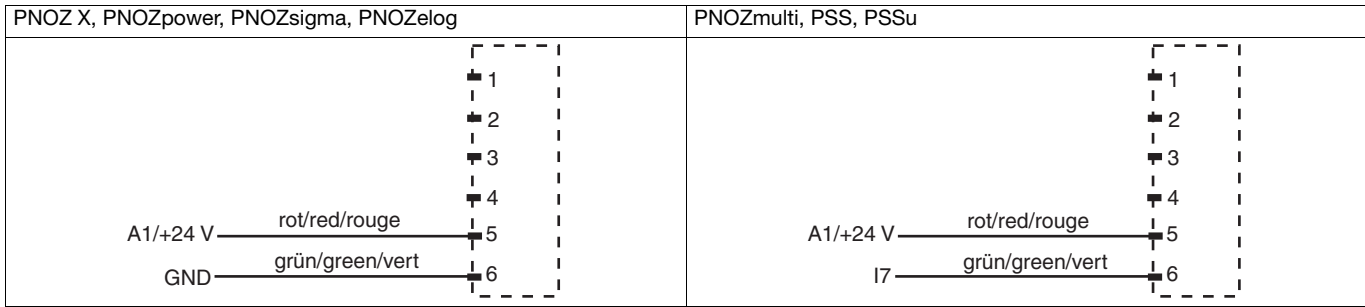 PNOZ X, PNOZpower, PNOZsigma, PNOZelog
1
2
3
4
A1/+24 V rot/red/rouge 5
GND grün/green/vert 6
PNOZmulti, PSS, PSSu
1
2
3
4
A1/+24 V rot/red/rouge 5
I7 grün/green/vert 6